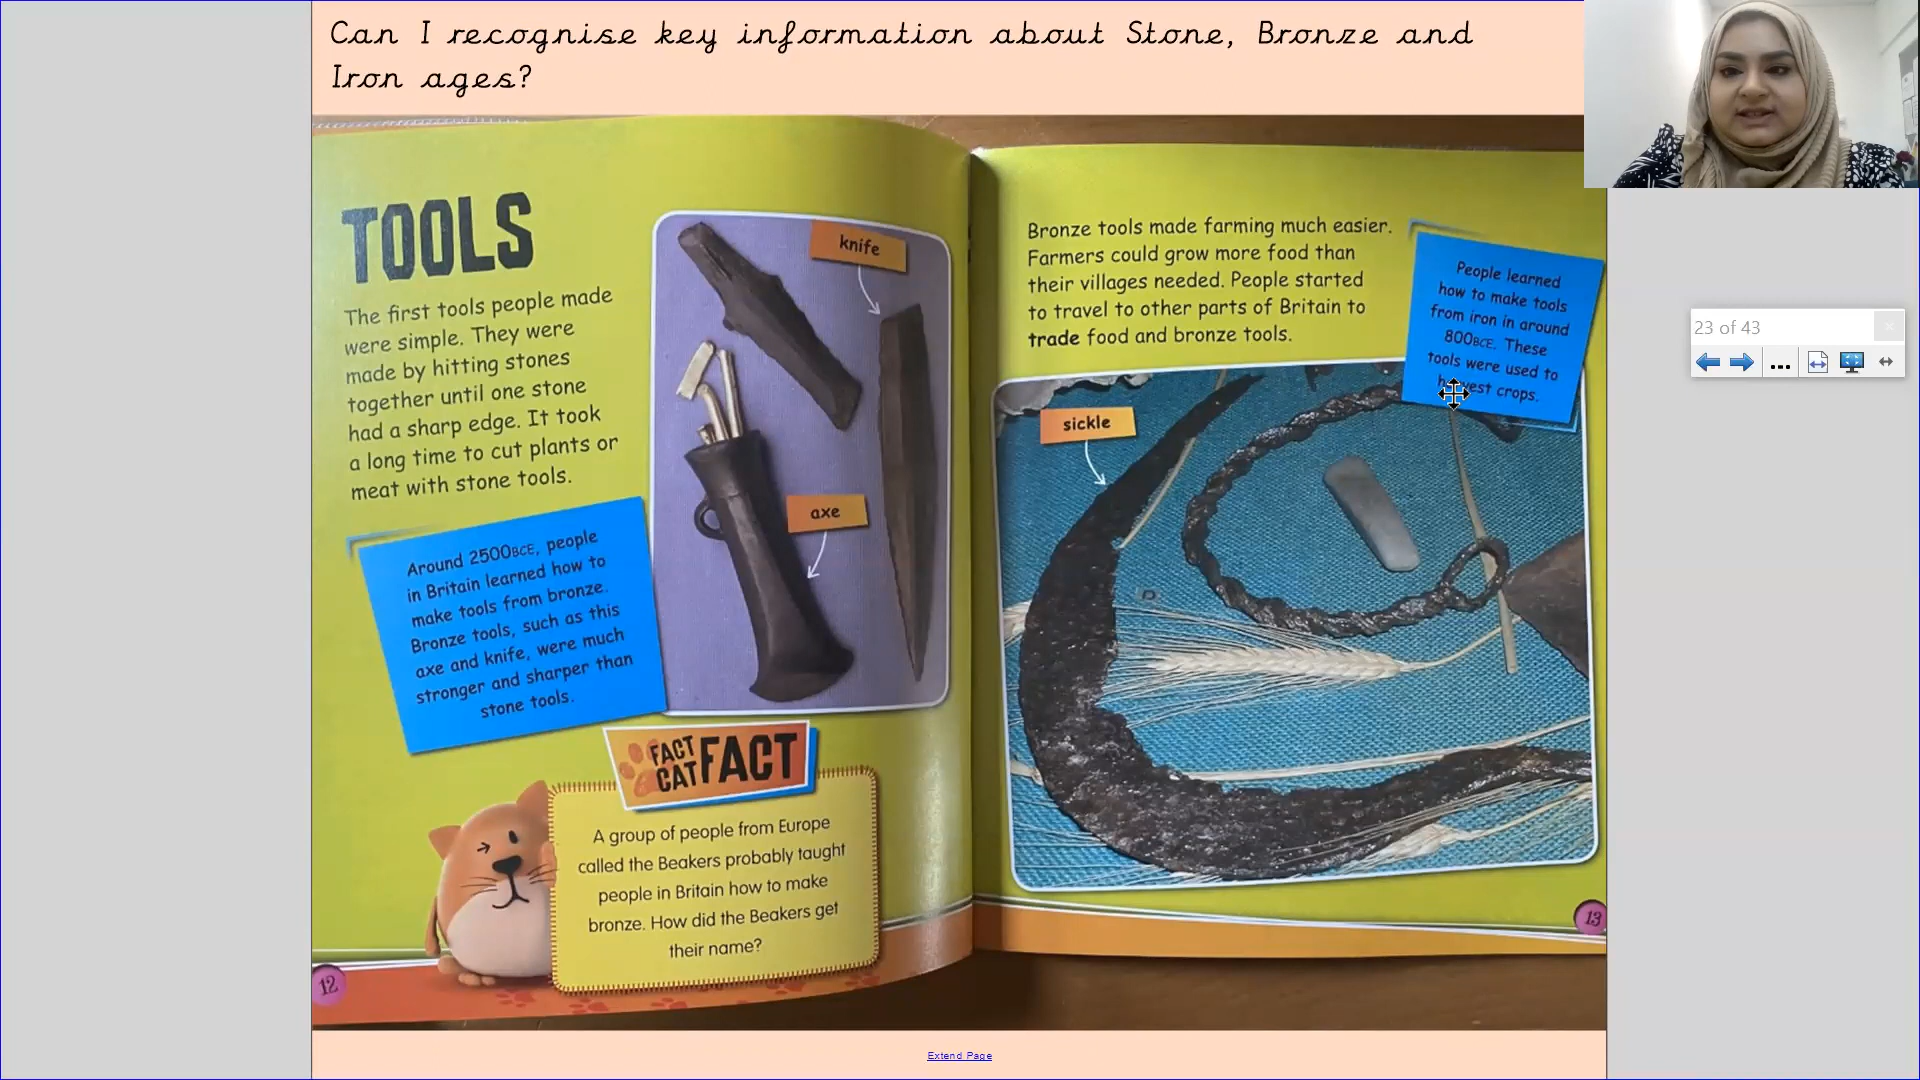 Can I recognise key information about Stone, Bronze and
Iron ages?
TOOLS
The first tools people made
were simple. They were
made by hitting stones
together until one stone
had a sharp edge. It took
a long time to cut plants or
meat with stone tools.
knife
axe
Around 2500BCE, people
in Britain learned how to
make tools from bronze.
Bronze tools, such as this
axe and knife, were much
stronger and sharper than
stone tools.
FACT
CAT
FACT
A group of people from Europe
called the Beakers probably taught
people in Britain how to make
bronze. How did the Beakers get
their name?
12
Bronze tools made farming much easier.
Farmers could grow more food than
their villages needed. People started
to travel to other parts of Britain to
trade food and bronze tools.
People learned
how to make tools
from iron in around
800BCE. These
tools were used to
crops.
sickle
13
23 of 43
Extend Page